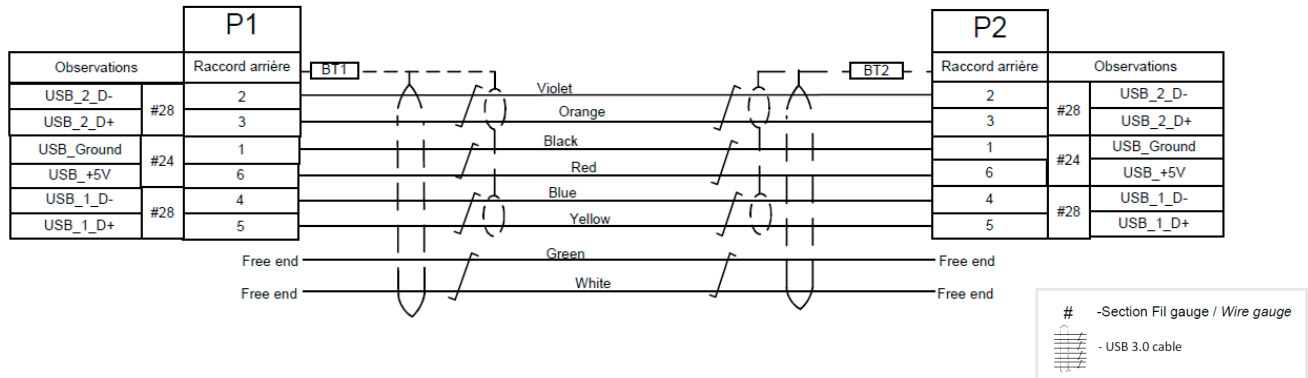 P1
P2
Observations
Raccord arrière
BT1
BT2
Raccord arrière
Observations
USB_2_D-
#28
2
Violet
2
#28
USB_2_D-
USB_2_D+
3
Orange
3
USB_2_D+
USB_Ground
#24
1
Black
1
#24
USB_Ground
USB_+5V
6
Red
6
USB_+5V
USB_1_D-
#28
4
Blue
4
#28
USB_1_D-
USB_1_D+
5
Yellow
5
USB_1_D+
Free end
Green
Free end
Free end
White
Free end
# -Section Fil gauge / Wire gauge
- USB 3.0 cable